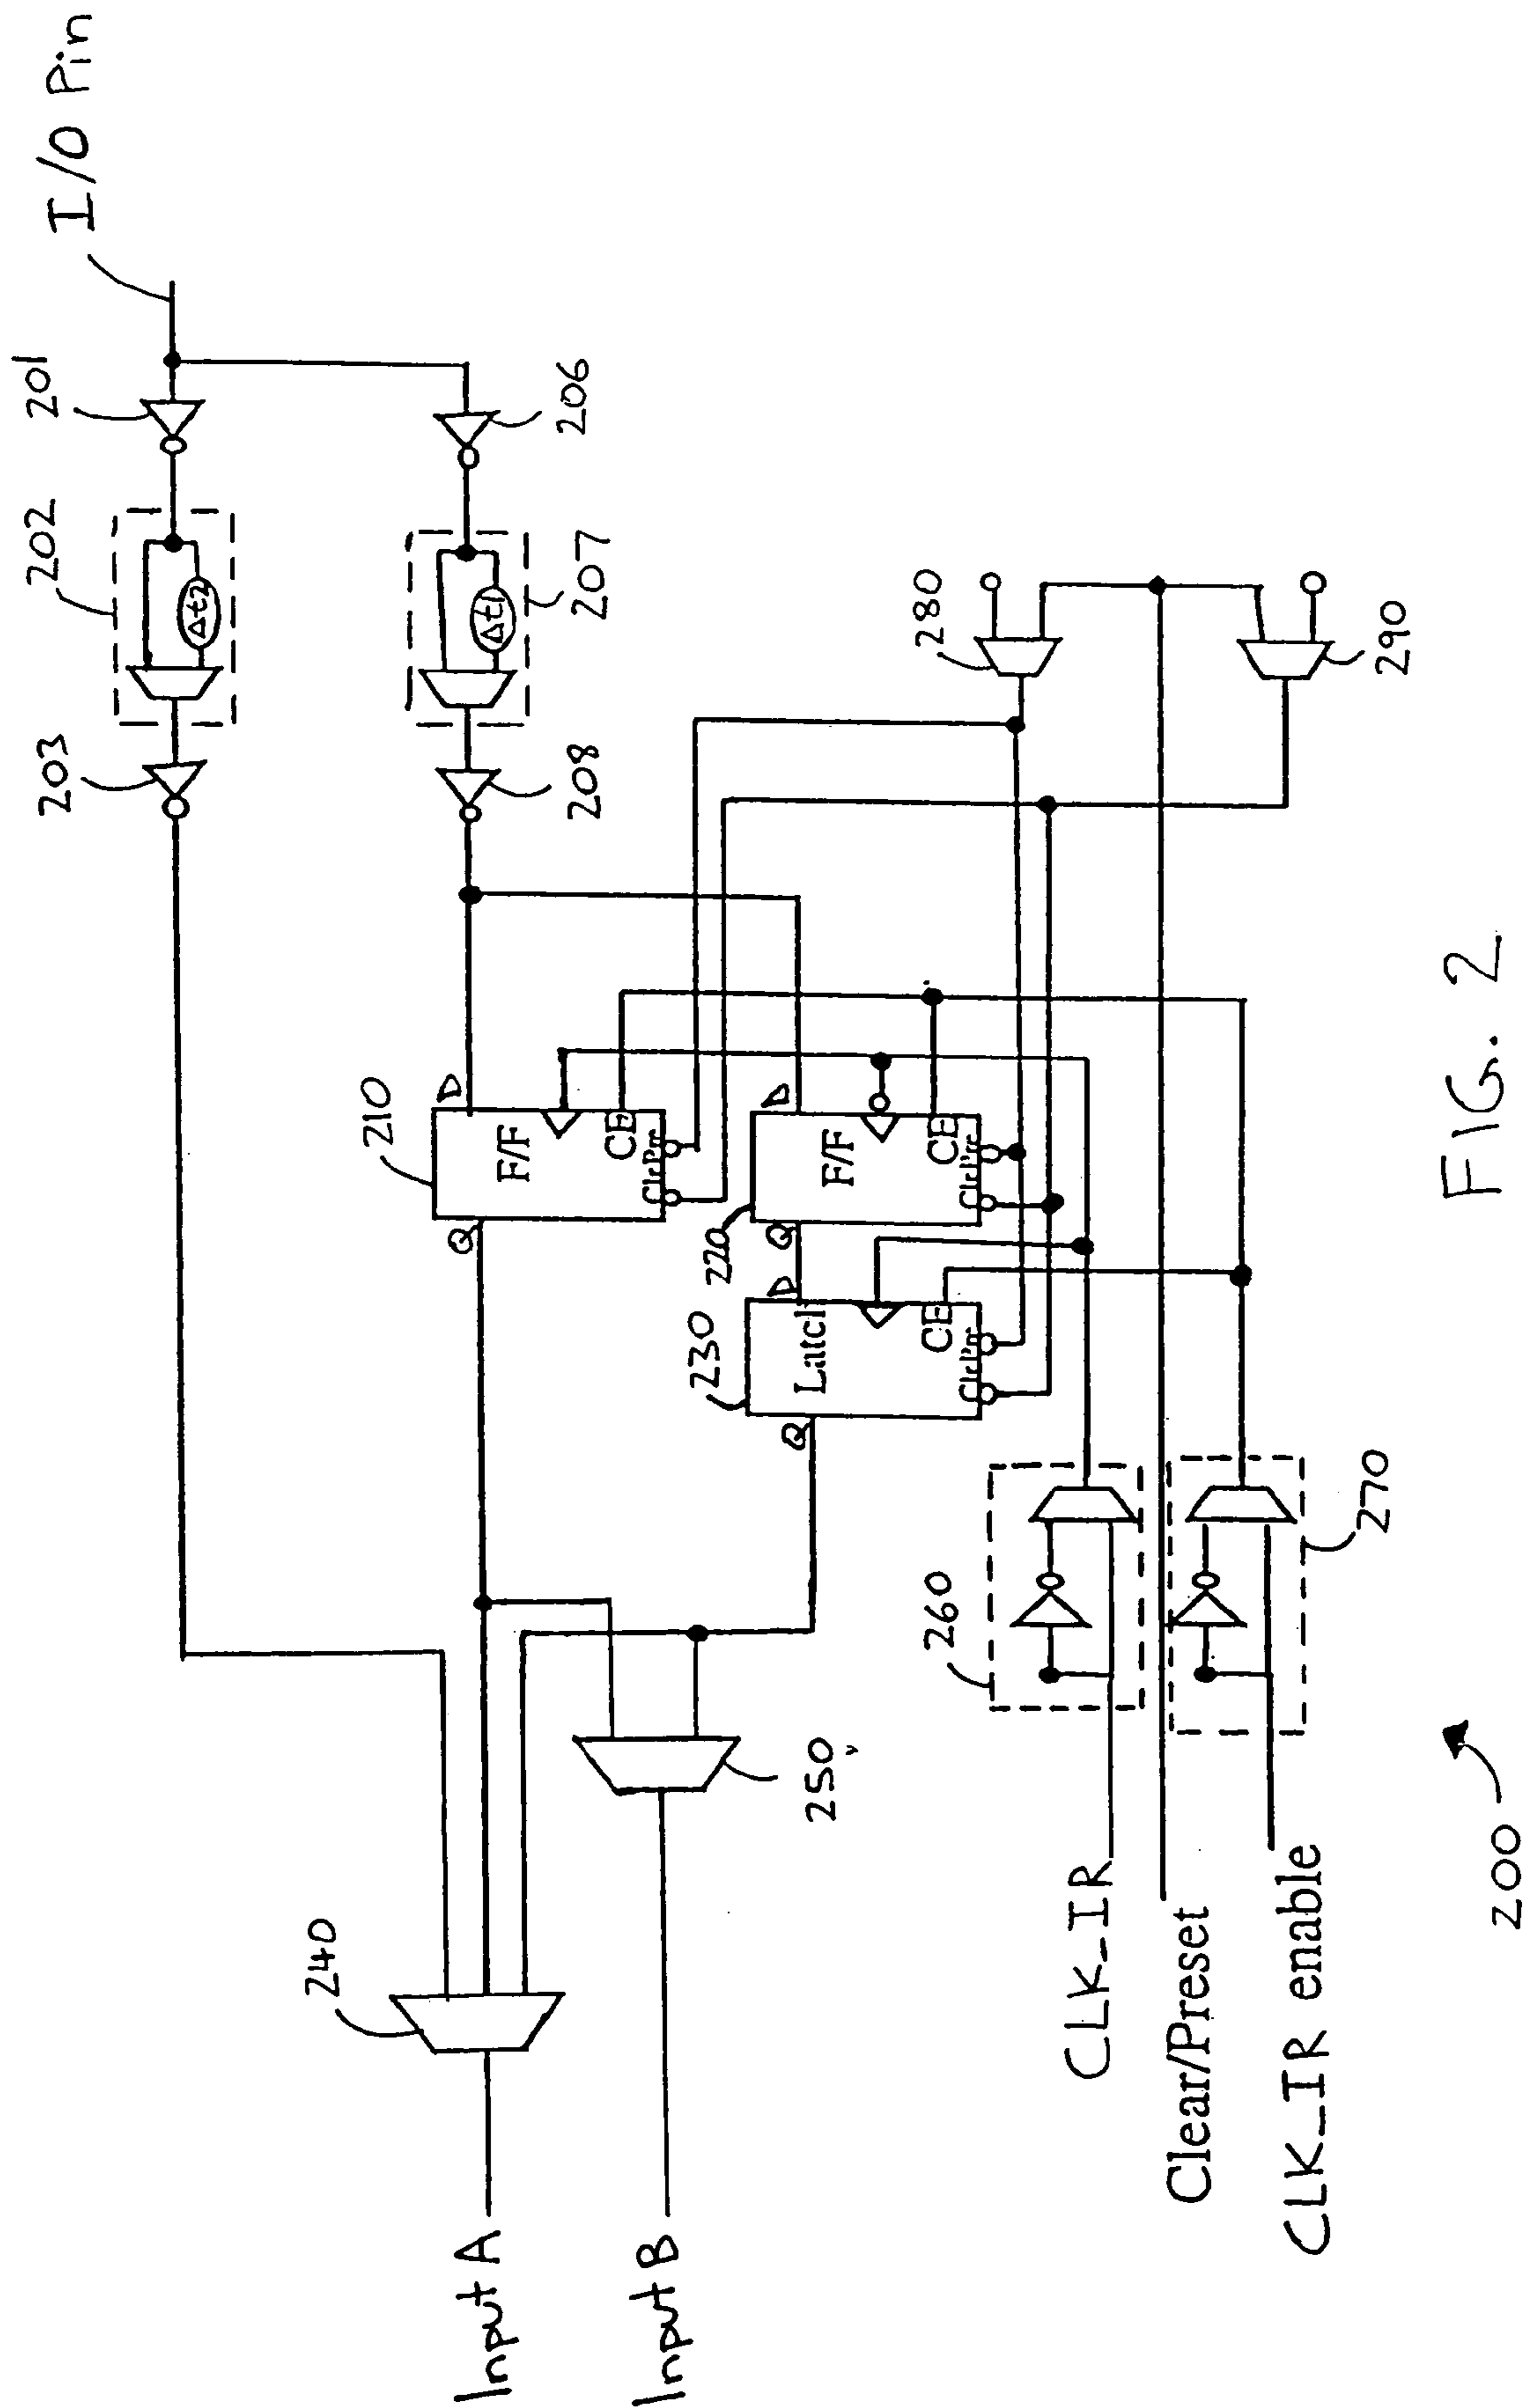 I/O Pin
201
202
203
Δt2
206
207
208
Δt1
210
D
F/F
CE
Clr
Pre
Q
220
D
F/F
CE
Clr
Pre
Q
230
D
Latcl
CE
Clr
Pre
Q
280
290
240
250
Input A
Input B
260
270
CLK_IR
Clear/Preset
CLK_IR enable
200
FIG. 2